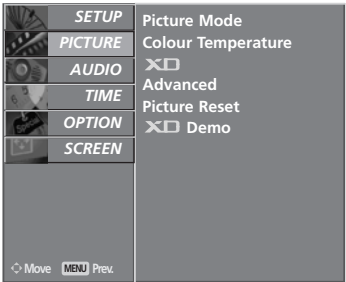 SETUP
PICTURE
AUDIO
TIME
OPTION
SCREEN
Picture Mode
Colour Temperature
XD
Advanced
Picture Reset
XD Demo
Move MENU Prev.